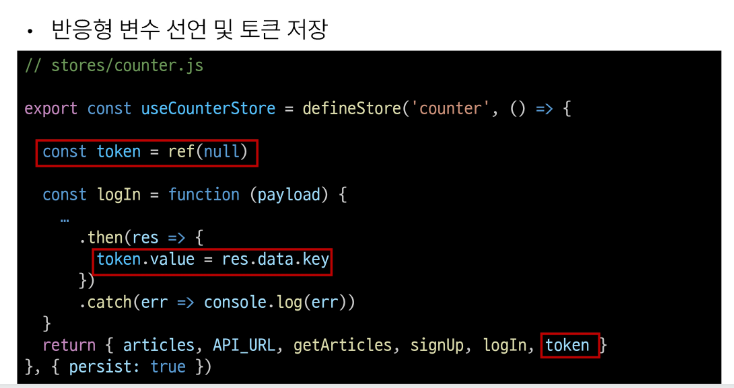 • 반응형 변수 선언 및 토큰 저장
// stores/counter.js
export const useCounterStore = defineStore('counter', () => {
const token = ref(null)
const logIn = function (payload) {
…
.then(res => {
token.value = res.data.key
})
.catch(err => console.log(err))
}
return { articles, API_URL, getArticles, signUp, logIn, token }
}, { persist: true })